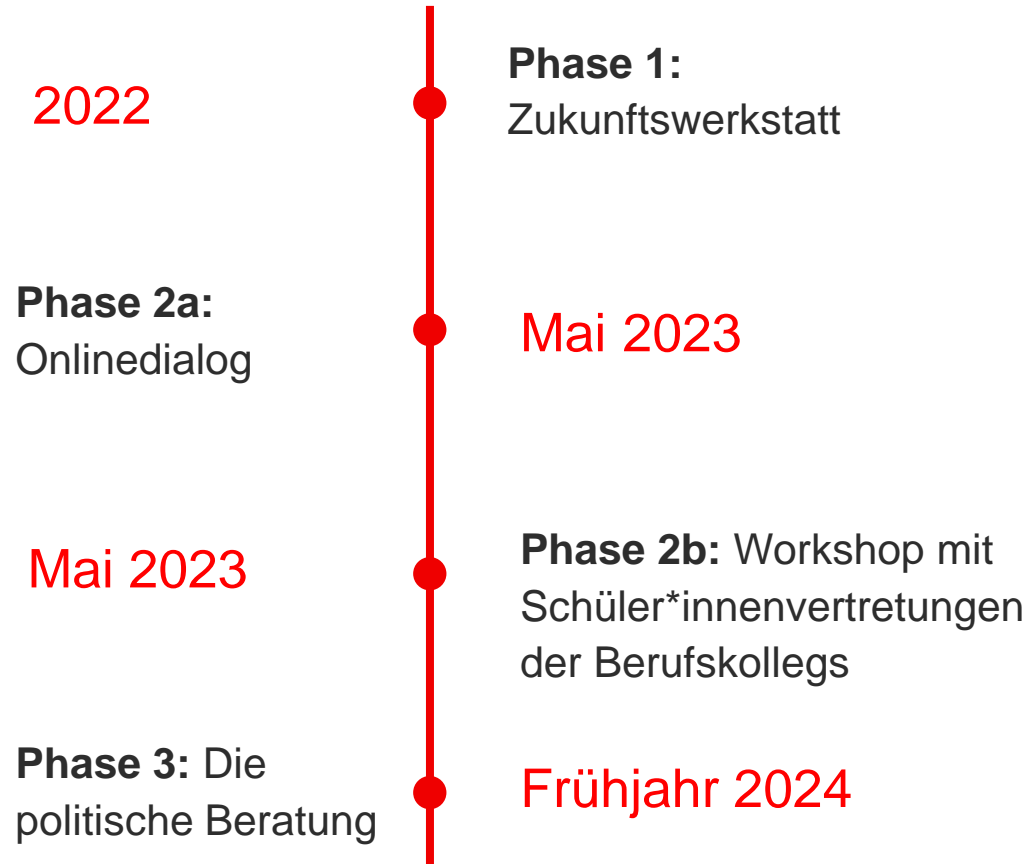 2022
Phase 1:
Zukunftswerkstatt
Phase 2a:
Onlinedialog
Mai 2023
Mai 2023
Phase 2b: Workshop mit
Schüler*innenvertretungen
der Berufskollegs
Phase 3: Die
politische Beratung
Frühjahr 2024